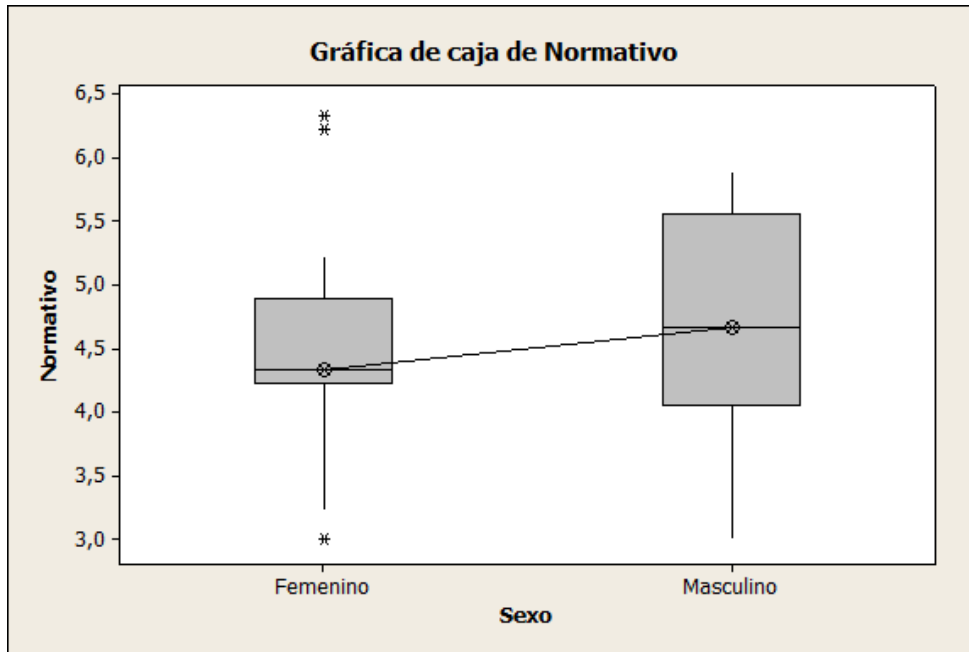 Gráfica de caja de Normativo
6,5
6,0
5,5
5,0
4,5
4,0
3,5
3,0
Normativo
Femenino
Masculino
Sexo